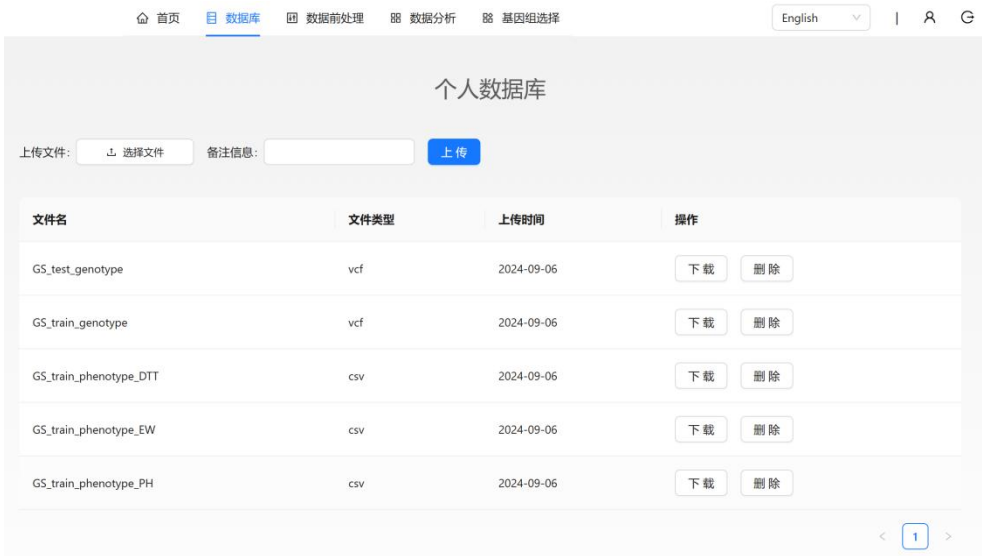 首页 数据库 数据前处理 数据分析 基因组选择 English |
个人数据库
上传文件: 选择文件 备注信息: 上 传
文件名 文件类型 上传时间 操作
GS_test_genotype vcf 2024-09-06 下 载 删 除
GS_train_genotype vcf 2024-09-06 下 载 删 除
GS_train_phenotype_DTT csv 2024-09-06 下 载 删 除
GS_train_phenotype_EW csv 2024-09-06 下 载 删 除
GS_train_phenotype_PH csv 2024-09-06 下 载 删 除
< 1 >